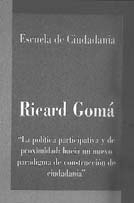 Escuela de Ciudadanía
Ricard Gomá
"La política participativa y de
proximidad: hacia un nuevo
paradigma de construcción de
ciudadanía"